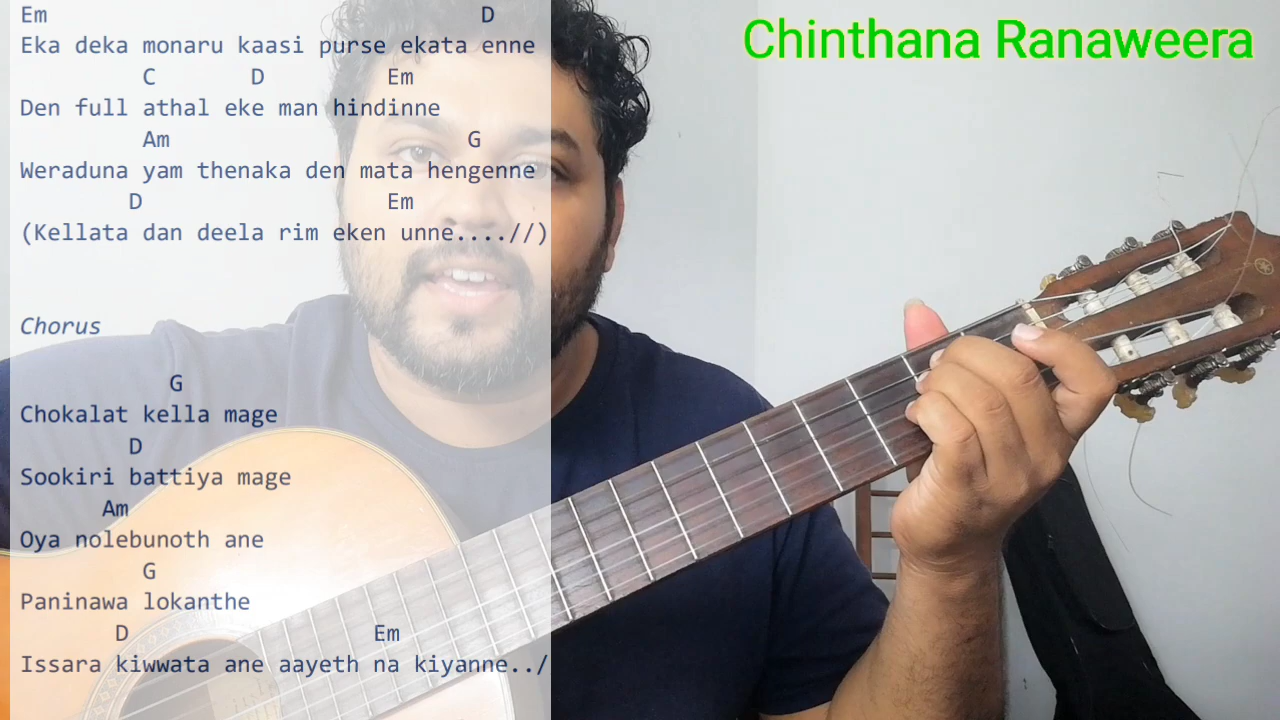 Em D
Eka deka monaru kaasi purse ekata enne
C D Em
Den full athal eke man hindinne
Am G
Weraduna yam thenaka den mata hengenne
D Em
(Kellata dan deela rim eken unne....//)
Chorus
G
Chokalat kella mage
D
Sookiri battiya mage
Am
Oya nolebunoth ane
G
Paninawa lokanthe
D Em
Issara kiwwata ane aayeth na kiyanne../
Chinthana Ranaweera